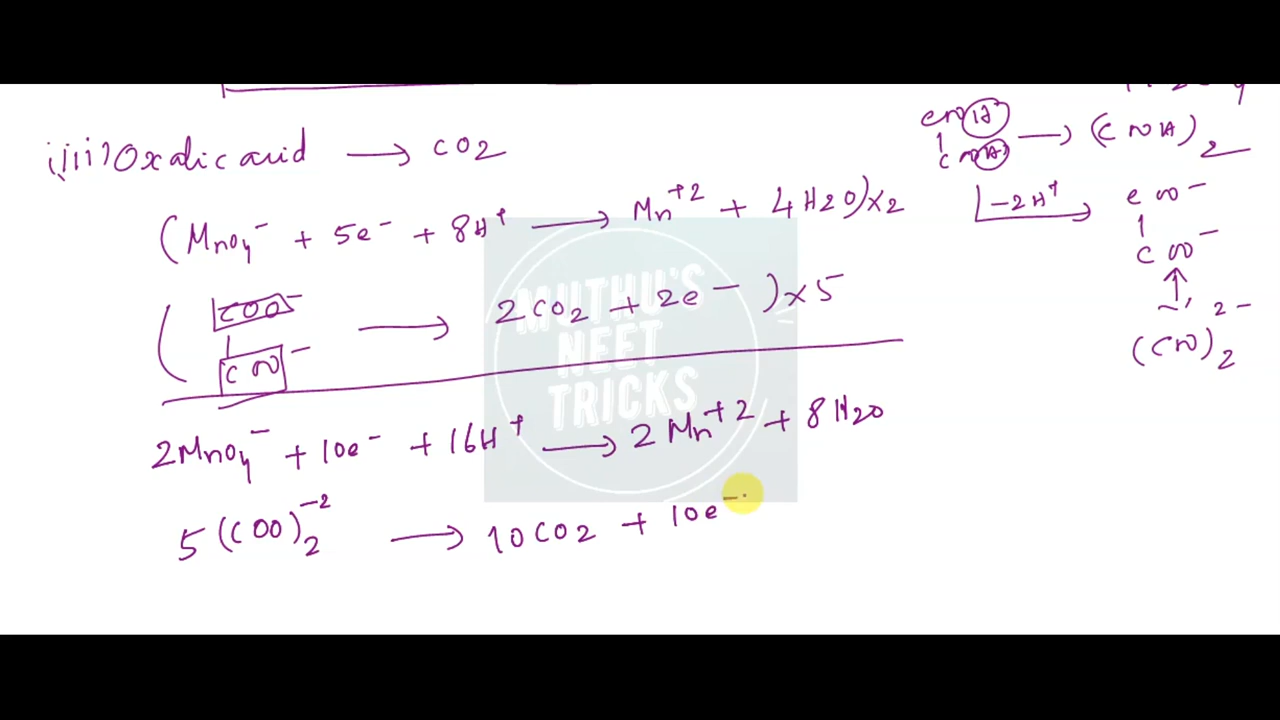 (iii) Oxalic acid → CO2
(MnO4⁻ + 5e⁻ + 8H⁺ → Mn⁺² + 4H2O) x 2
( COO⁻
| → 2CO2 + 2e⁻ ) x 5
COO⁻
2MnO4⁻ + 10e⁻ + 16H⁺ → 2Mn⁺² + 8H2O
5(COO)2⁻² → 10CO2 + 10e⁻
COOH
| → (COOH)2
COOH
-2H⁺ →
COO⁻
|
COO⁻
↑
(COO)2²⁻
MUTHU'S
NEET
TRICKS